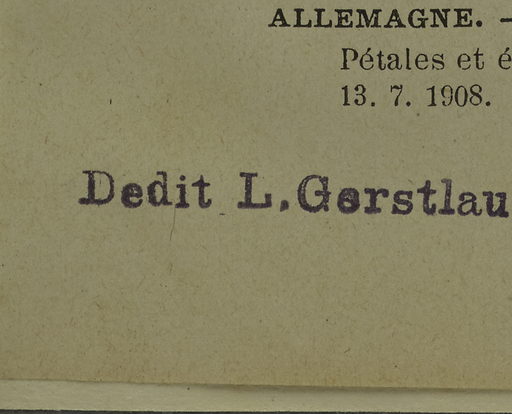 ALLEMAGNE. –
Pétales et é
13. 7. 1908.
Dedit L.Gerstlau